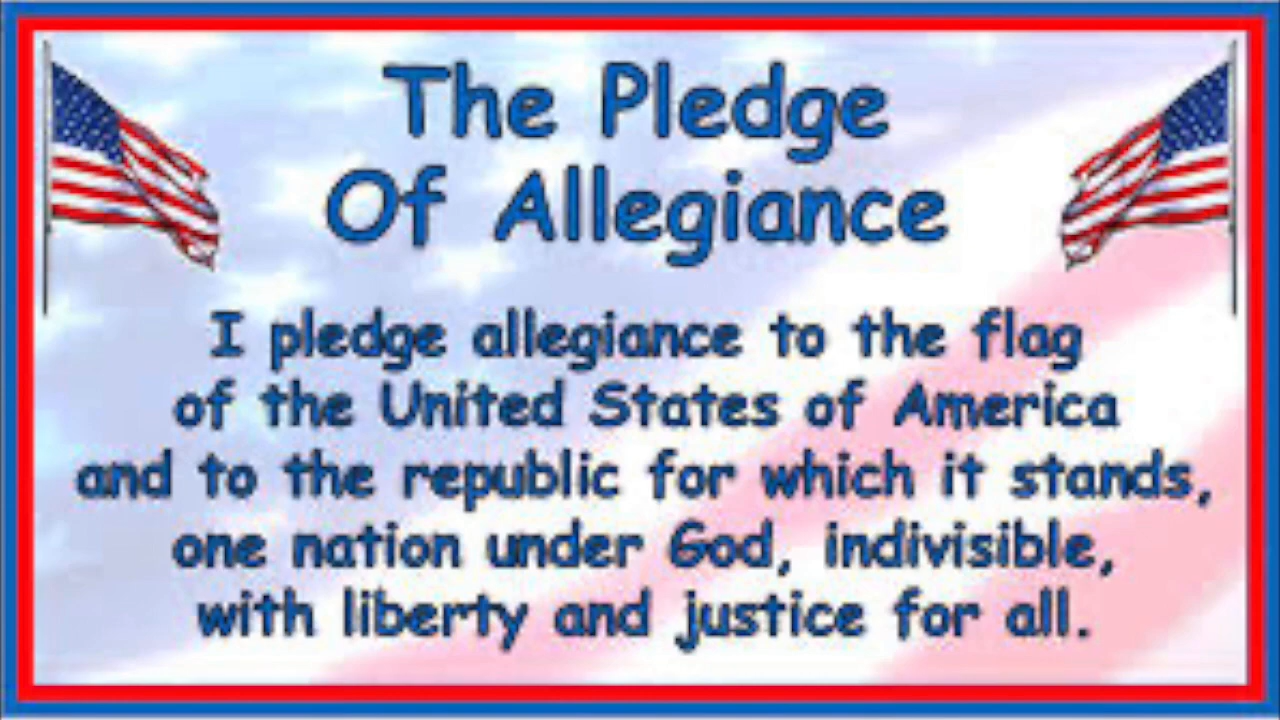 The Pledge
Of Allegiance
I pledge allegiance to the flag
of the United States of America
and to the republic for which it stands,
one nation under God, indivisible,
with liberty and justice for all.